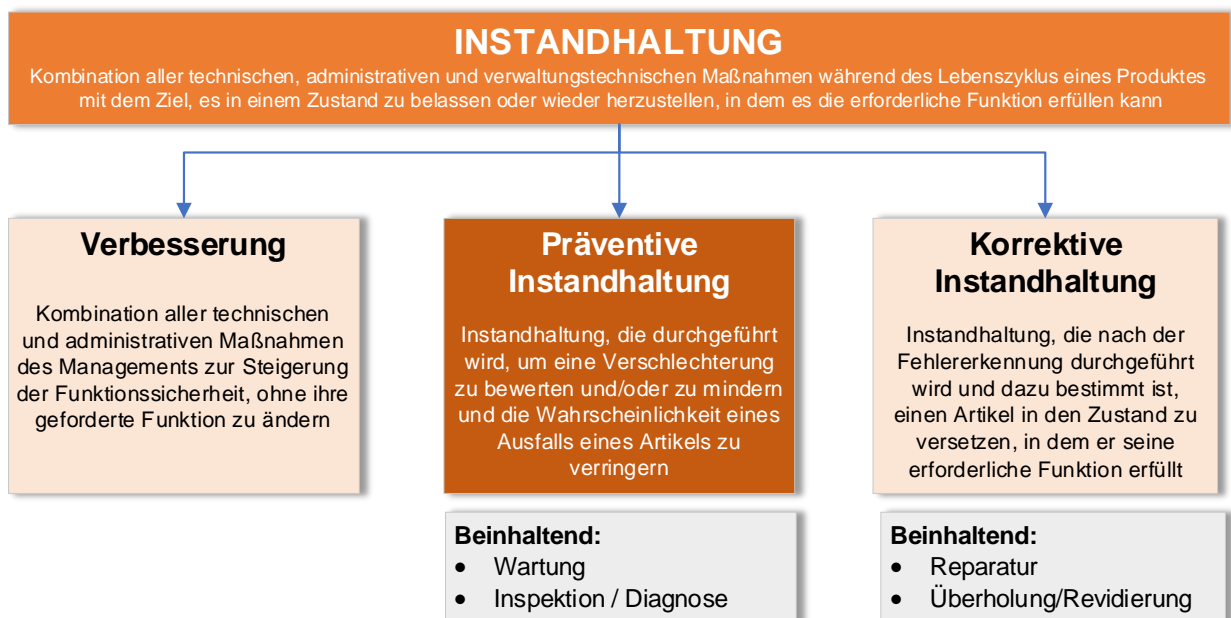 INSTANDHALTUNG
Kombination aller technischen, administrativen und verwaltungstechnischen Maßnahmen während des Lebenszyklus eines Produktes
mit dem Ziel, es in einem Zustand zu belassen oder wieder herzustellen, in dem es die erforderliche Funktion erfüllen kann
Verbesserung
Kombination aller technischen
und administrativen Maßnahmen
des Managements zur Steigerung
der Funktionssicherheit, ohne ihre
geforderte Funktion zu ändern
Präventive
Instandhaltung
Instandhaltung, die durchgeführt
wird, um eine Verschlechterung
zu bewerten und/oder zu mindern
und die Wahrscheinlichkeit eines
Ausfalls eines Artikels zu
verringern
Beinhaltend:
• Wartung
• Inspektion / Diagnose
Korrektive
Instandhaltung
Instandhaltung, die nach der
Fehlererkennung durchgeführt
wird und dazu bestimmt ist,
einen Artikel in den Zustand zu
versetzen, in dem er seine
erforderliche Funktion erfüllt
Beinhaltend:
• Reparatur
• Überholung/Revidierung